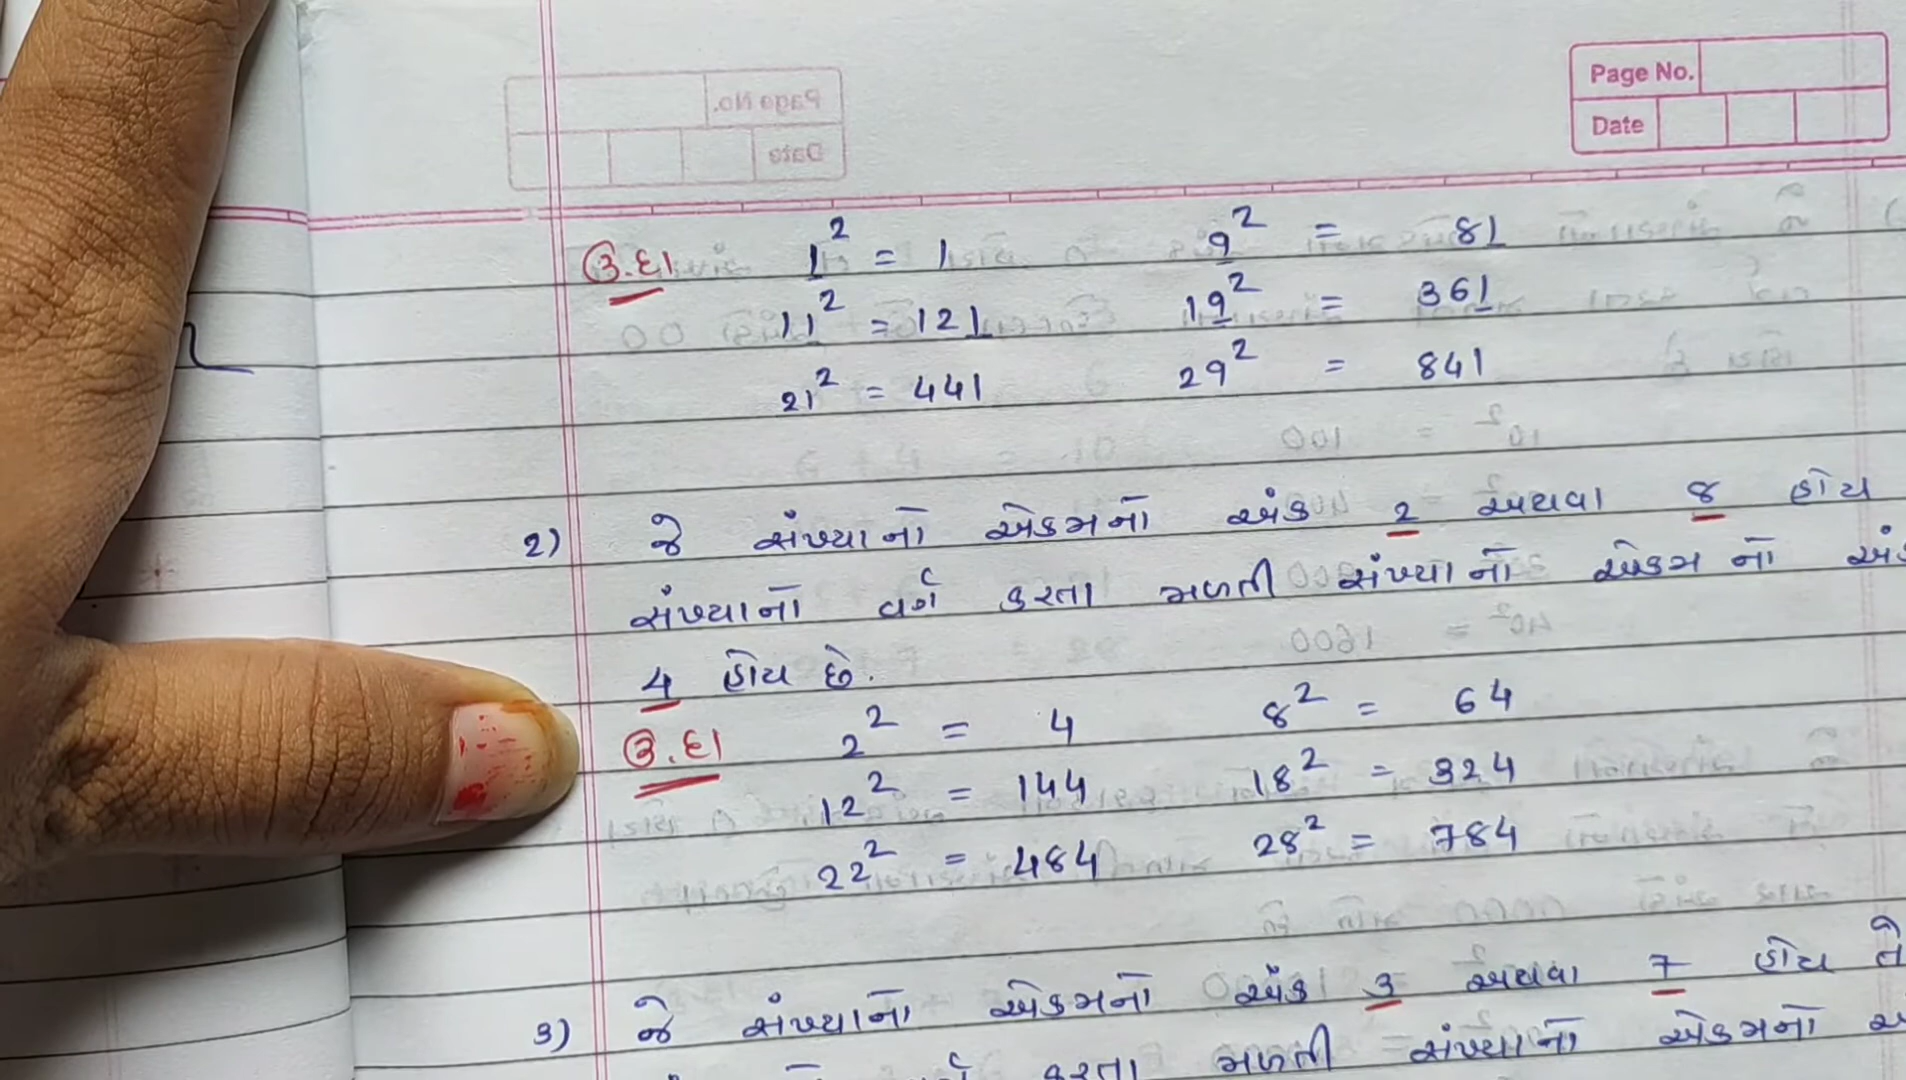 Page No.
Date
ઉ.દા 1² = 1 9² = 81
11² = 121 19² = 361
21² = 441 29² = 841
2) જે સંખ્યાનો એકમનો અંક 2 અથવા 8 હોય
સંખ્યાનો વર્ગ કરતા મળતી સંખ્યાનો એકમ નો અંક
4 હોય છે.
ઉ.દા 2² = 4 8² = 64
12² = 144 18² = 324
22² = 484 28² = 784
3) જે સંખ્યાનો એકમનો અંક 3 અથવા 7 હોય તે
કરતા મળતી સંખ્યાનો એકમનો